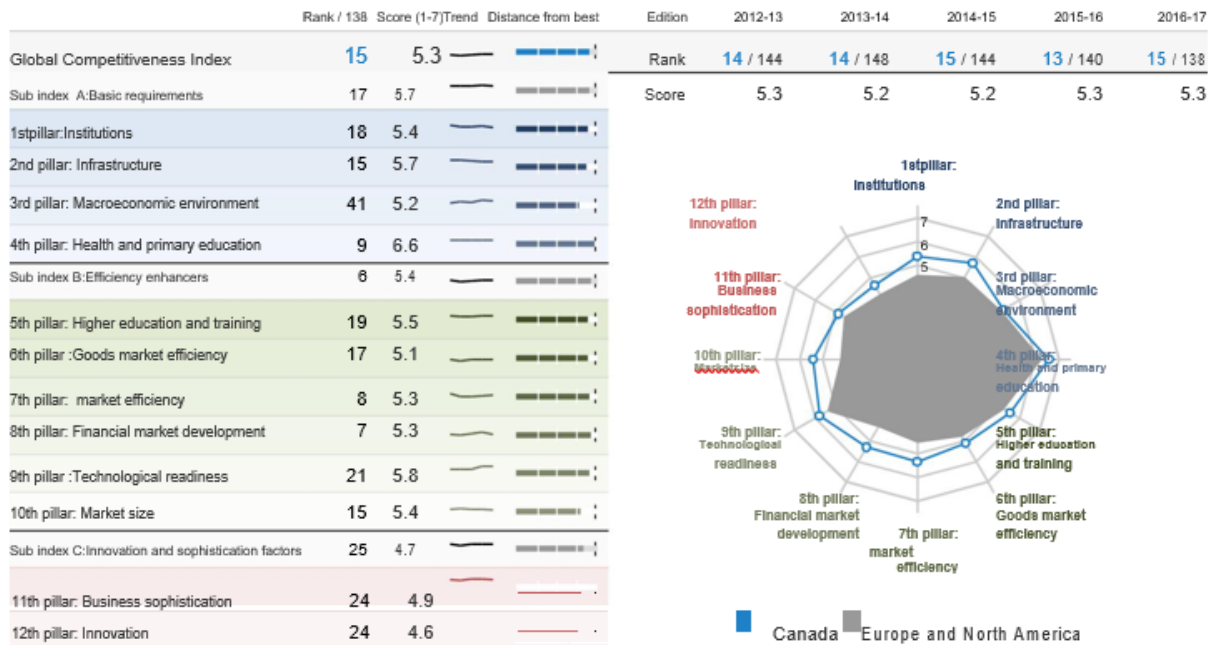 Rank / 138 Score (1-7)Trend Distance from best
Global Competitiveness Index 15 5.3
Sub index A:Basic requirements 17 5.7
1stpillar:Institutions 18 5.4
2nd pillar: Infrastructure 15 5.7
3rd pillar: Macroeconomic environment 41 5.2
4th pillar: Health and primary education 9 6.6
Sub index B:Efficiency enhancers 6 5.4
5th pillar: Higher education and training 19 5.5
6th pillar :Goods market efficiency 17 5.1
7th pillar: market efficiency 8 5.3
8th pillar: Financial market development 7 5.3
9th pillar :Technological readiness 21 5.8
10th pillar: Market size 15 5.4
Sub index C:Innovation and sophistication factors 25 4.7
11th pillar: Business sophistication 24 4.9
12th pillar: Innovation 24 4.6
Edition 2012-13 2013-14 2014-15 2015-16 2016-17
Rank 14 / 144 14 / 148 15 / 144 13 / 140 15 / 138
Score 5.3 5.2 5.2 5.3 5.3
1stpillar:
Institutions
2nd pillar:
Infrastructure
3rd pillar:
Macroeconomic
environment
4th pillar:
Health and primary
education
5th pillar:
Higher education
and training
6th pillar:
Goods market
efficiency
7th pillar:
market
efficiency
8th pillar:
Financial market
development
9th pillar:
Technological
readiness
10th pillar:
Marketsize
11th pillar:
Business
sophistication
12th pillar:
Innovation
7
6
5
Canada Europe and North America